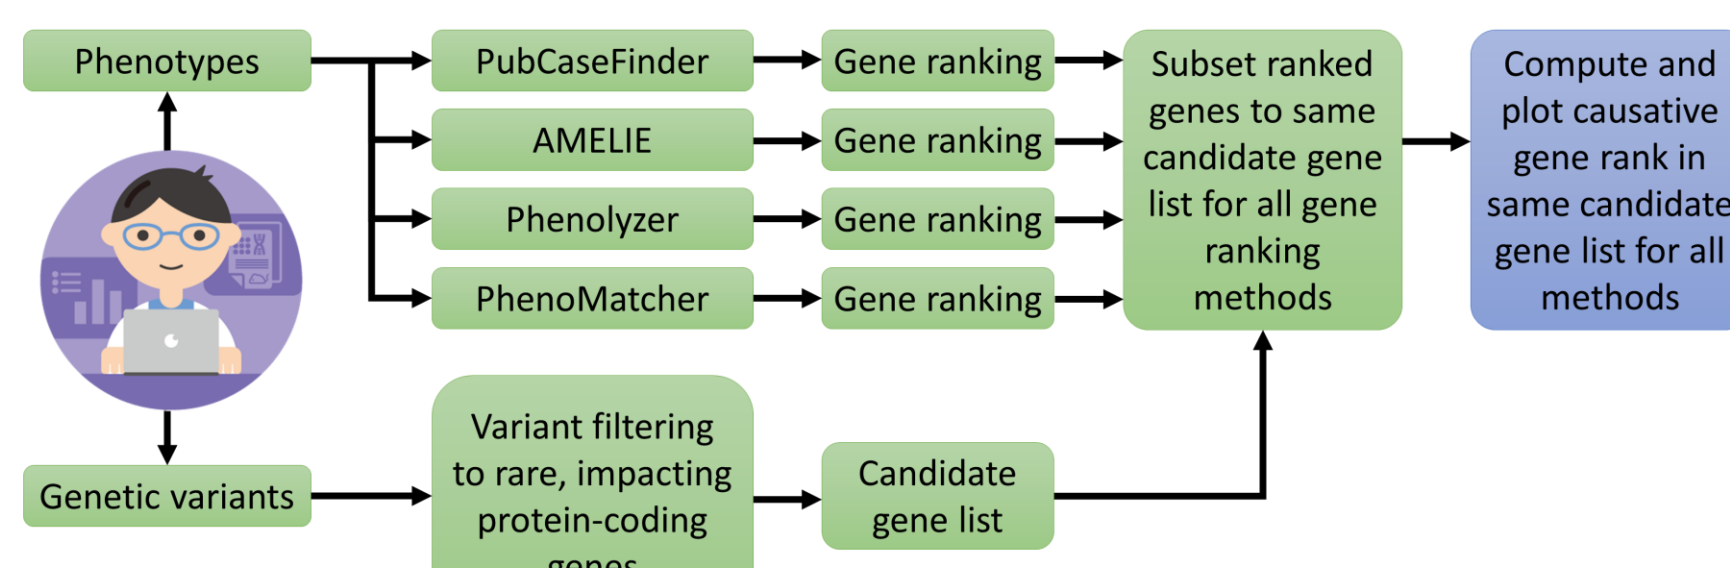 Phenotypes
PubCaseFinder
Gene ranking
AMELIE
Gene ranking
Phenolyzer
Gene ranking
PhenoMatcher
Gene ranking
Subset ranked
genes to same
candidate gene
list for all gene
ranking
methods
Compute and
plot causative
gene rank in
same candidate
gene list for all
methods
Genetic variants
Variant filtering
to rare, impacting
protein-coding
genes
Candidate
gene list